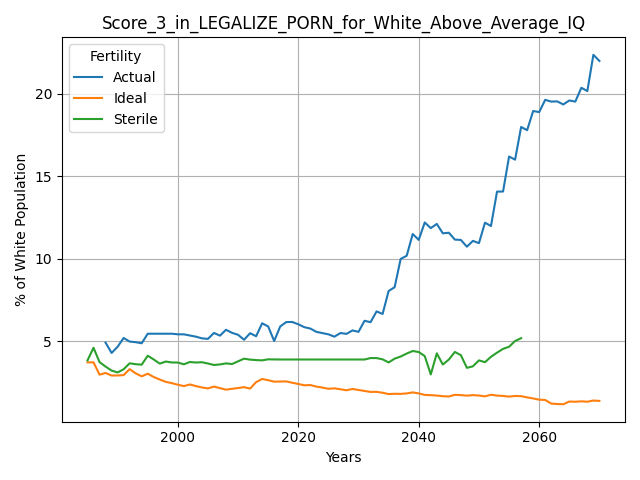 Score_3_in_LEGALIZE_PORN_for_White_Above_Average_IQ
Fertility
Actual
Ideal
Sterile
% of White Population
20
15
10
5
2000
2020
2040
2060
Years